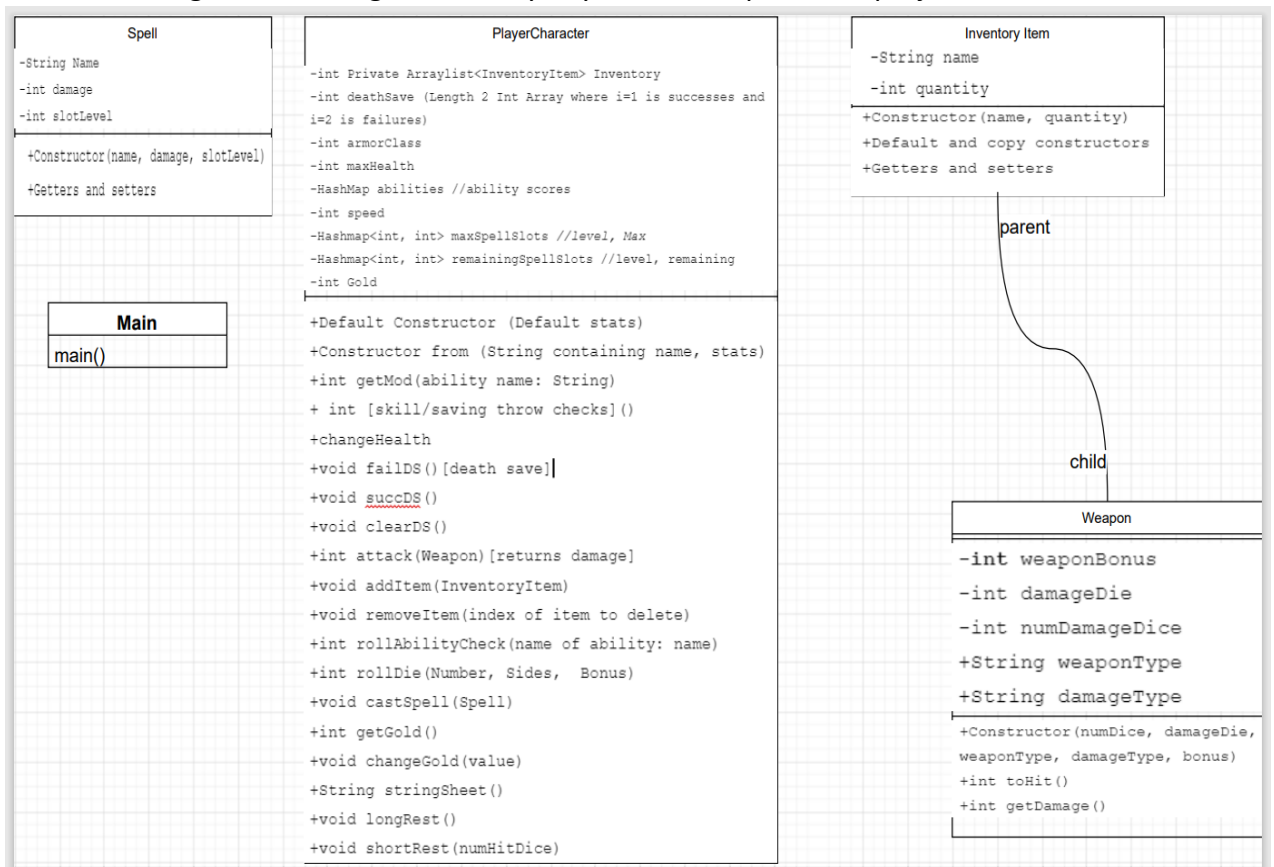 Spell
-String Name
-int damage
-int slotLevel
+Constructor(name, damage, slotLevel)
+Getters and setters
Main
main()
PlayerCharacter
-int Private Arraylist<InventoryItem> Inventory
-int deathSave (Length 2 Int Array where i=1 is successes and
i=2 is failures)
-int armorClass
-int maxHealth
-HashMap abilities //ability scores
-int speed
-Hashmap<int, int> maxSpellSlots //level, Max
-Hashmap<int, int> remainingSpellSlots //level, remaining
-int Gold
+Default Constructor (Default stats)
+Constructor from (String containing name, stats)
+int getMod(ability name: String)
+ int [skill/saving throw checks]()
+changeHealth
+void failDS()[death save]
+void succDS()
+void clearDS()
+int attack(Weapon)[returns damage]
+void addItem(InventoryItem)
+void removeItem(index of item to delete)
+int rollAbilityCheck(name of ability: name)
+int rollDie(Number, Sides, Bonus)
+void castSpell(Spell)
+int getGold()
+void changeGold(value)
+String stringSheet()
+void longRest()
+void shortRest(numHitDice)
Inventory Item
-String name
-int quantity
+Constructor(name, quantity)
+Default and copy constructors
+Getters and setters
parent
child
Weapon
-int weaponBonus
-int damageDie
-int numDamageDice
+String weaponType
+String damageType
+Constructor(numDice, damageDie,
weaponType, damageType, bonus)
+int toHit()
+int getDamage()